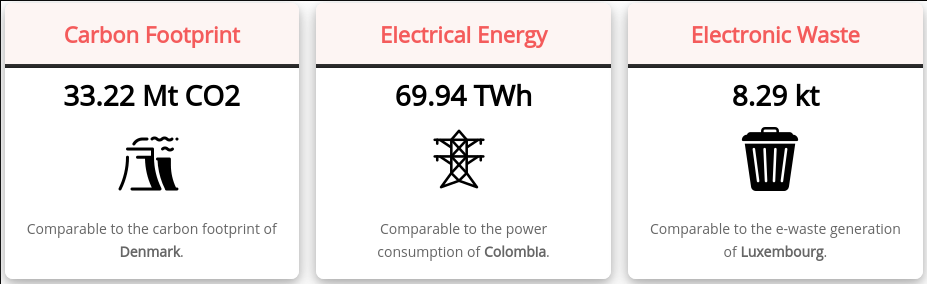 Carbon Footprint
33.22 Mt CO2
Comparable to the carbon footprint of
Denmark.
Electrical Energy
69.94 TWh
Comparable to the power
consumption of Colombia.
Electronic Waste
8.29 kt
Comparable to the e-waste generation
of Luxembourg.